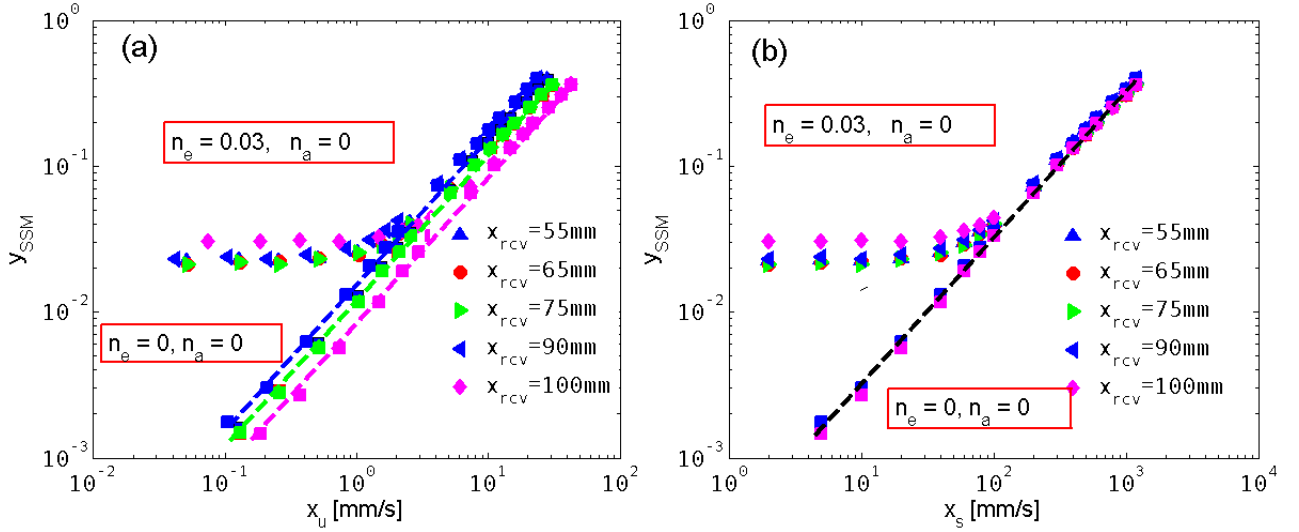 (a)
n_e = 0.03, n_a = 0
n_e = 0, n_a = 0
x_rcv=55mm
x_rcv=65mm
x_rcv=75mm
x_rcv=90mm
x_rcv=100mm
y_SSM
10^0
10^-1
10^-2
10^-3
10^-2 10^-1 10^0 10^1 10^2
x_u [mm/s]
(b)
n_e = 0.03, n_a = 0
x_rcv=55mm
x_rcv=65mm
x_rcv=75mm
x_rcv=90mm
x_rcv=100mm
n_e = 0, n_a = 0
y_SSM
10^0
10^-1
10^-2
10^-3
10^0 10^1 10^2 10^3 10^4
x_s [mm/s]